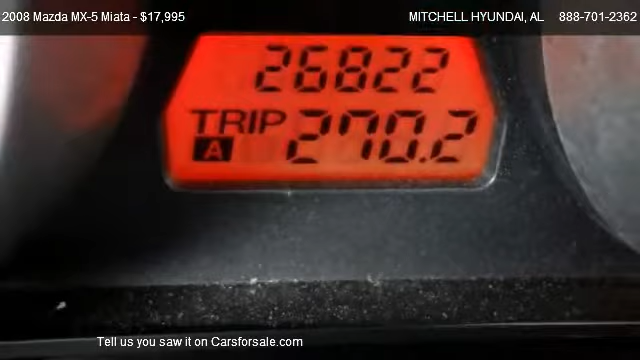 2008 Mazda MX-5 Miata - $17,995 MITCHELL HYUNDAI, AL 888-701-2362
26822
TRIP
A 270.2
Tell us you saw it on Carsforsale.com